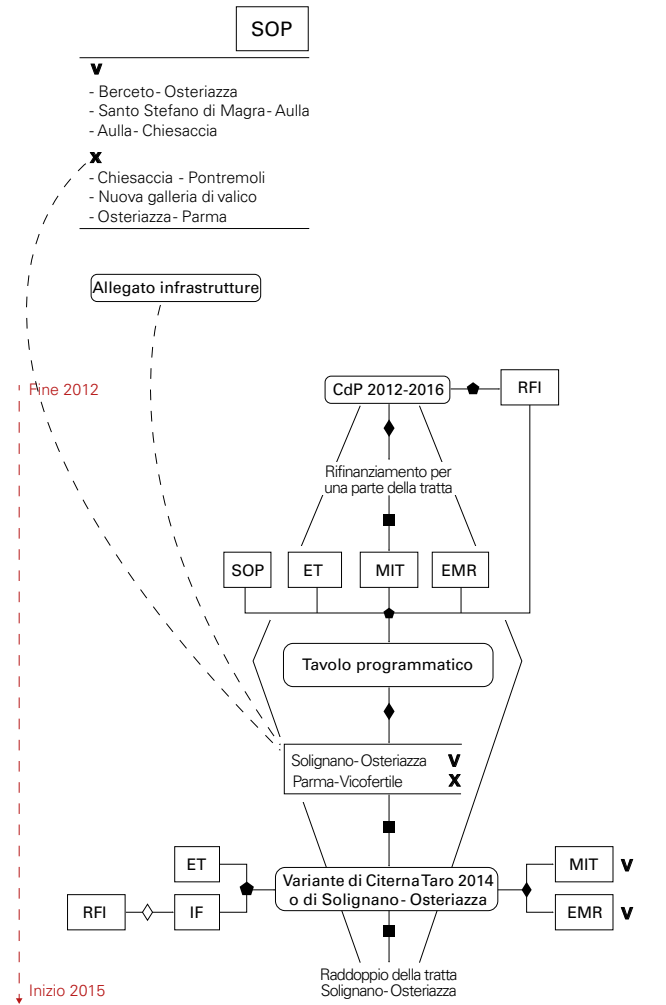 SOP
v
- Berceto-Osteriazza
- Santo Stefano di Magra-Aulla
- Aulla-Chiesaccia
x
- Chiesaccia - Pontremoli
- Nuova galleria di valico
- Osteriazza-Parma
Allegato infrastrutture
Fine 2012
CdP 2012-2016
RFI
Rifinanziamento per
una parte della tratta
SOP
ET
MIT
EMR
Tavolo programmatico
Solignano-Osteriazza v
Parma-Vicofertile x
ET
RFI
IF
Variante di Citerna Taro 2014
o di Solignano-Osteriazza
MIT v
EMR v
Raddoppio della tratta
Solignano-Osteriazza
Inizio 2015